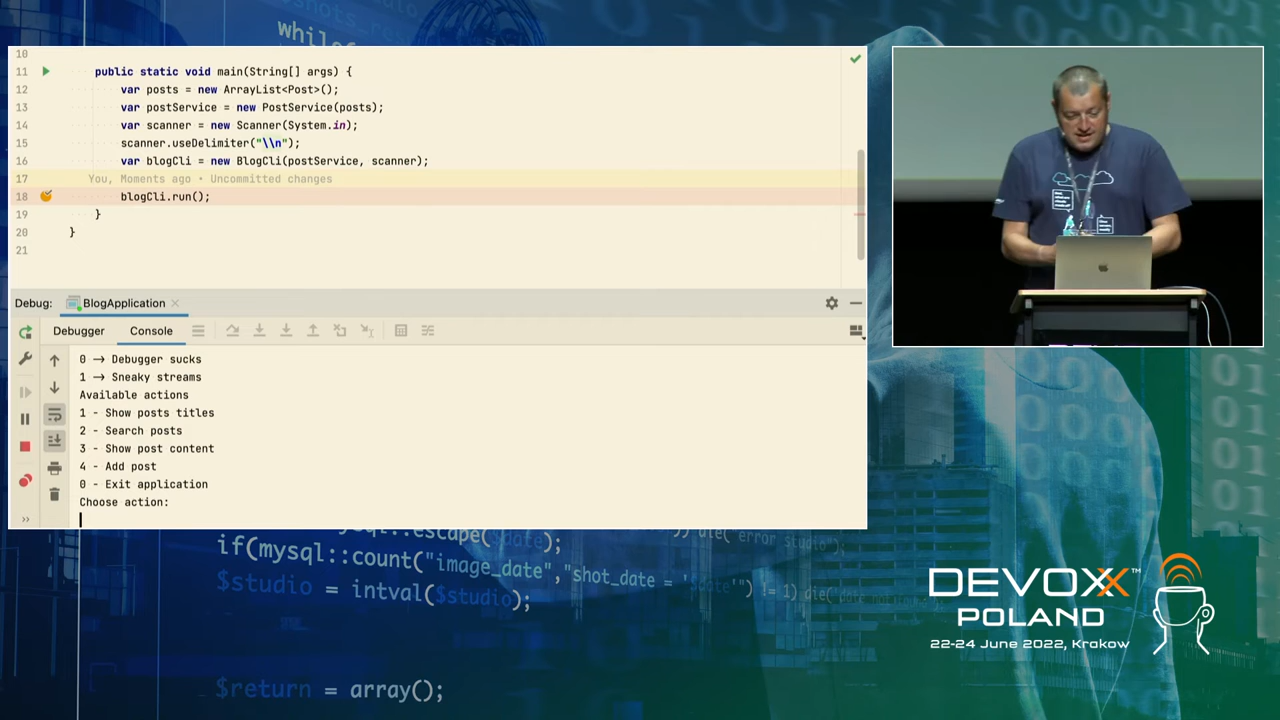 while
10
11 public static void main(String[] args) {
12 var posts = new ArrayList<Post>();
13 var postService = new PostService(posts);
14 var scanner = new Scanner(System.in);
15 scanner.useDelimiter("\\n");
16 var blogCli = new BlogCli(postService, scanner);
17 You, Moments ago • Uncommitted changes
18 blogCli.run();
19 }
20 }
21
Debug: BlogApplication
Debugger Console
0 → Debugger sucks
1 → Sneaky streams
Available actions
1 - Show posts titles
2 - Search posts
3 - Show post content
4 - Add post
0 - Exit application
Choose action:
if(mysql::count("image_date","shot_date = '$date'") != 1) die(
$studio = intval($studio);
$return = array();
DEVOXX™
POLAND
22-24 June 2022, Krakow